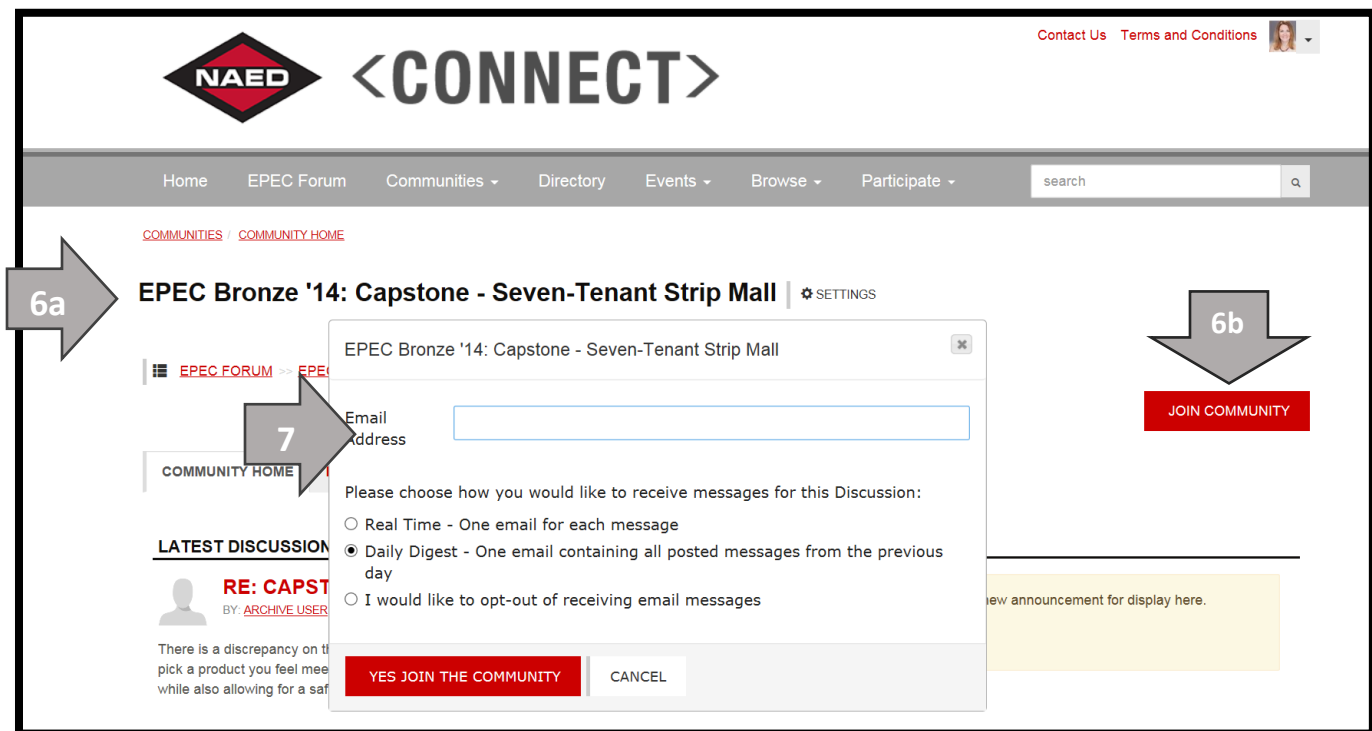 Contact Us Terms and Conditions
NAED <CONNECT>
Home EPEC Forum Communities Directory Events Browse Participate search
COMMUNITIES / COMMUNITY HOME
6a
EPEC Bronze '14: Capstone - Seven-Tenant Strip Mall SETTINGS
6b
EPEC Bronze '14: Capstone - Seven-Tenant Strip Mall
EPEC FORUM >>
JOIN COMMUNITY
7
Email
Address
COMMUNITY HOME
Please choose how you would like to receive messages for this Discussion:
Real Time - One email for each message
LATEST DISCUSSION
Daily Digest - One email containing all posted messages from the previous
day
RE:
I would like to opt-out of receiving email messages
new announcement for display here.
BY: ARCHIVE USER
There is a discrepancy on
pick a product you feel
while also allowing for a
YES JOIN THE COMMUNITY CANCEL